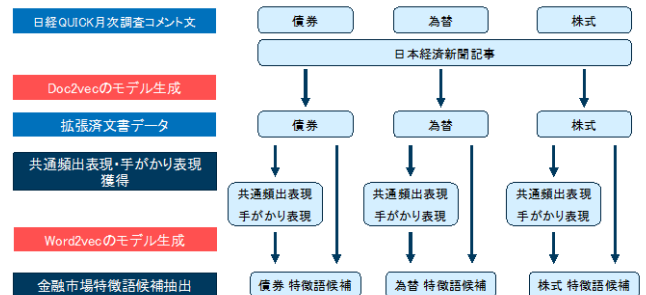 日経QUICK月次調査コメント文
債券
為替
株式
日本経済新聞記事
Doc2vecのモデル生成
拡張済文書データ
債券
為替
株式
共通頻出表現・手がかり表現
獲得
共通頻出表現
手がかり表現
共通頻出表現
手がかり表現
共通頻出表現
手がかり表現
Word2vecのモデル生成
金融市場特徴語候補抽出
債券 特徴語候補
為替 特徴語候補
株式 特徴語候補